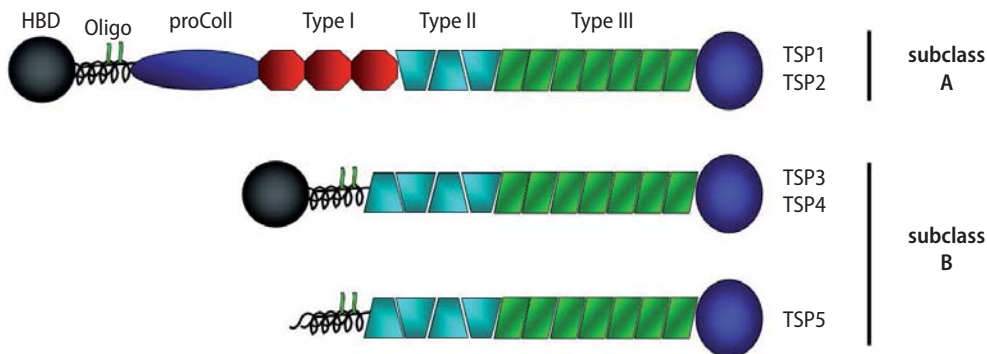 HBD Oligo proColl Type I Type II Type III
TSP1
TSP2
subclass
A
TSP3
TSP4
subclass
B
TSP5